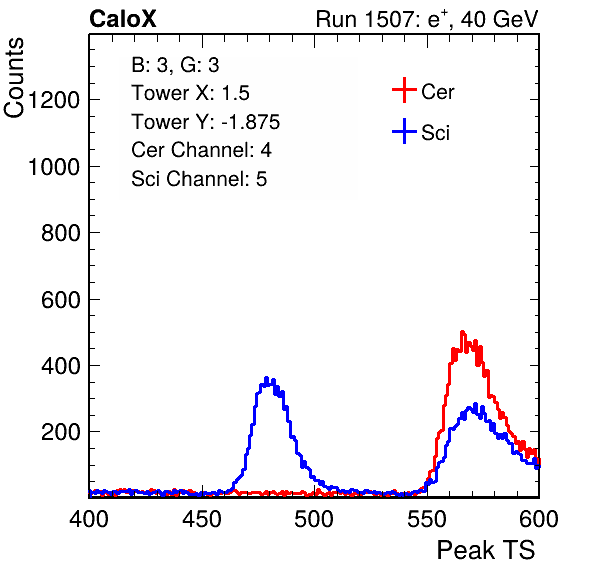 CaloX Run 1507: e⁺, 40 GeV
Counts
B: 3, G: 3
Tower X: 1.5
Tower Y: -1.875
Cer Channel: 4
Sci Channel: 5
Cer
Sci
1200
1000
800
600
400
200
400 450 500 550 600
Peak TS